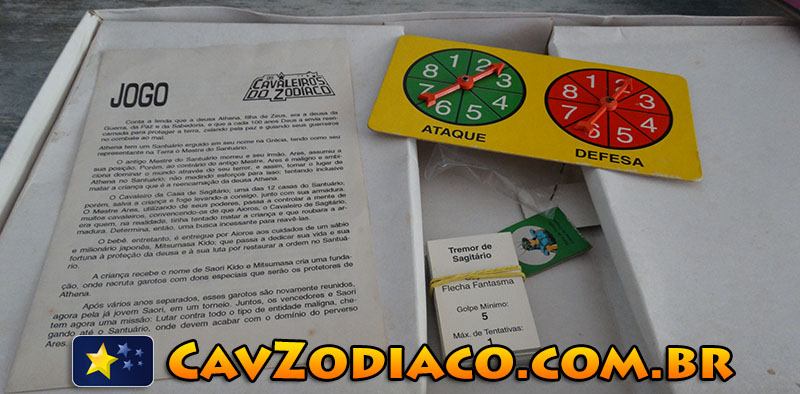 JOGO
OS
CAVALEIROS
DO ZODÍACO
Conta a lenda que a deusa Athena, filha de Zeus, era a deusa da
Guerra, da Paz e da Sabedoria, e que a cada 100 anos Zeus a envia reen-
carnada para proteger a terra, zelando pela paz e guiando seus guerreiros
no combate ao mal.
Athena tem um Santuário erguido em seu nome na Grécia, tendo como seu
representante na Terra o Mestre do Santuário.
O antigo Mestre do Santuário morreu e seu irmão, Ares, assumiu a
sua posição. Porém, ao contrário do antigo Mestre, Ares é maligno e ambi-
ciona dominar o mundo através do seu terror, e assim, tomar o lugar de
Athena no Santuário; não medindo esforços para isso; tentando inclusive
matar a criança que é a reencarnação da deusa Athena.
O Cavaleiro da Casa de Sagitário, uma das 12 casas do Santuário,
porém, salva a criança e foge levando-a consigo, junto com sua armadura.
O Mestre Ares, utilizando de seus poderes, passa a controlar a mente de
muitos cavaleiros, convencendo-os de que Aioros, o Cavaleiro de Sagitário,
era quem, na realidade, tinha tentado matar a criança e que roubara a ar-
madura. Determina, então, uma busca incessante para reavê-las.
O bebê, entretanto, é entregue por Aioros aos cuidados de um sábio
e milionário japonês, Mitsumasa Kido; que passa a dedicar sua vida e sua
fortuna à proteção da deusa e à sua luta por restaurar a ordem no Santuá-
rio.
A criança recebe o nome de Saori Kido e Mitsumasa cria uma funda-
ção, onde recruta garotos com dons especiais que serão os protetores de
Athena.
Após vários anos separados, esses garotos são novamente reunidos,
agora pela já jovem Saori, em um torneio. Juntos, os vencedores e Saori
tem agora uma missão: Lutar contra todo o tipo de entidade maligna, che-
gando até o Santuário, onde devem acabar com o domínio do perverso
Ares.
1 2 3 4 5 6 7 8
ATAQUE
1 2 3 4 5 6 7 8
DEFESA
Tremor de
Sagitário
Flecha Fantasma
Golpe Mínimo:
5
Máx. de Tentativas:
1
CavZodiaco.com.br